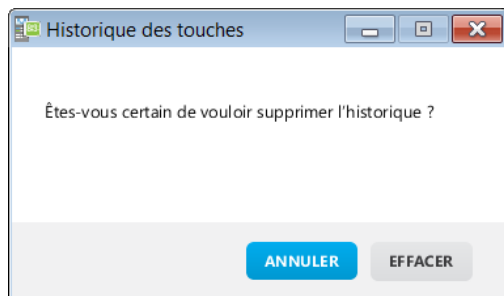 Historique des touches
Êtes-vous certain de vouloir supprimer l'historique ?
ANNULER EFFACER